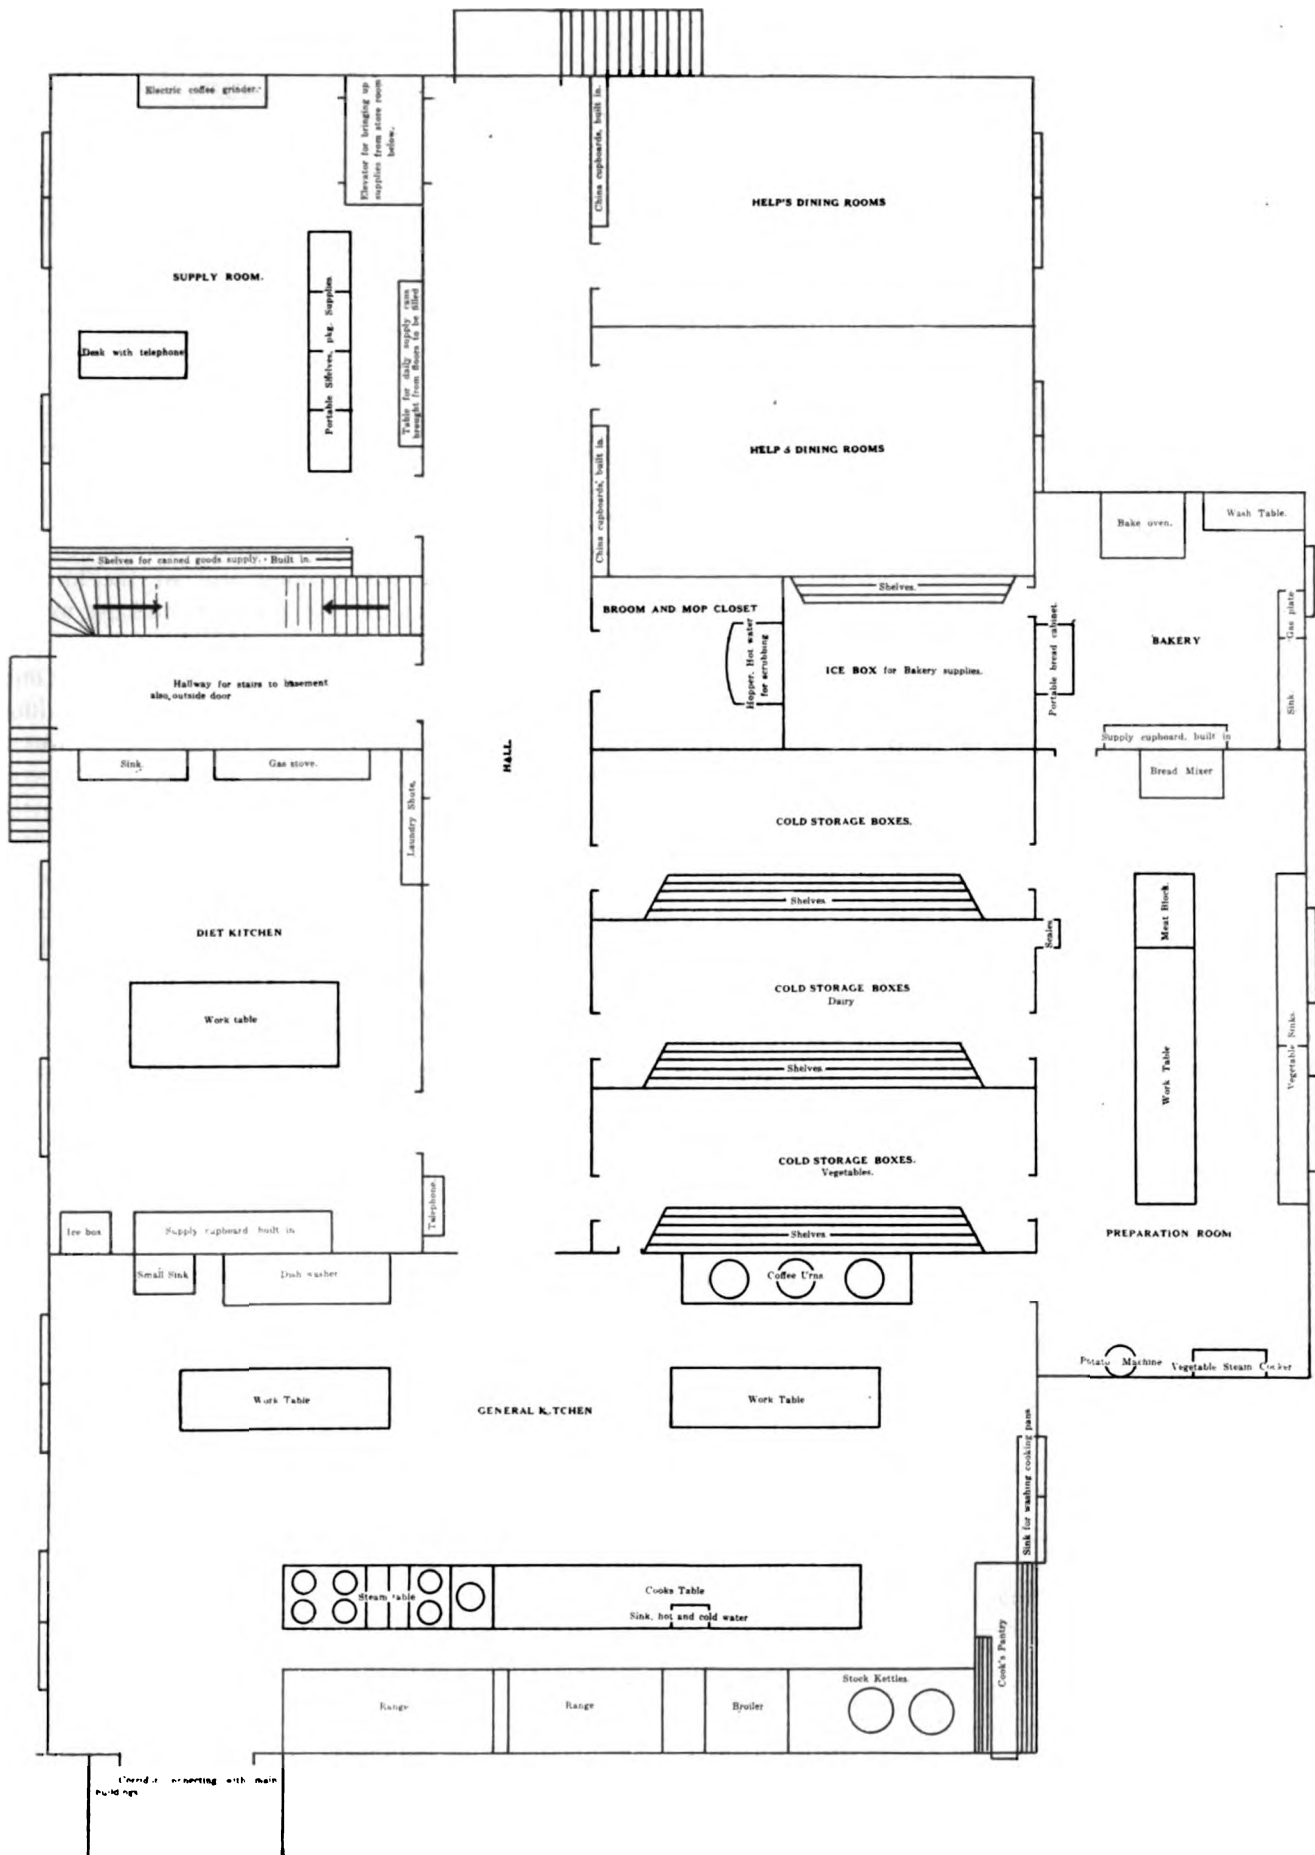 Electric coffee grinder.
Elevator for bringing up
supplies from store room
below.
China cupboards, built in.
HELP'S DINING ROOMS
SUPPLY ROOM.
Desk with telephone
Portable Shelves, pkg. Supplies
Table for daily supply cans
brought from floors to be filled
China cupboards, built in.
HELP S DINING ROOMS
Bake oven.
Wash Table.
Shelves for canned goods supply. - Built in.
Shelves.
BROOM AND MOP CLOSET
Hopper. Hot water
for scrubbing
ICE BOX for Bakery supplies.
Portable bread cabinet.
BAKERY
Gas plate
Sink.
Supply cupboard, built in
Bread Mixer
Hallway for stairs to basement
also outside door
HALL
Sink.
Gas stove.
Laundry Shute.
COLD STORAGE BOXES.
Shelves
DIET KITCHEN
Scales
Meat Block.
Work table
COLD STORAGE BOXES
Dairy
Shelves
Work Table
Vegetable Sinks.
COLD STORAGE BOXES.
Vegetables.
Telephone.
Ice box
Supply cupboard built in
Shelves
PREPARATION ROOM
Small Sink
Dish washer
Coffee Urns
Potato Machine
Vegetable Steam Cooker
Work Table
GENERAL KITCHEN
Work Table
Sink for washing cooking pans
Steam table
Cooks Table
Sink, hot and cold water
Cook's Pantry
Range
Range
Broiler
Stock Kettles
Corridor connecting with main
buildings